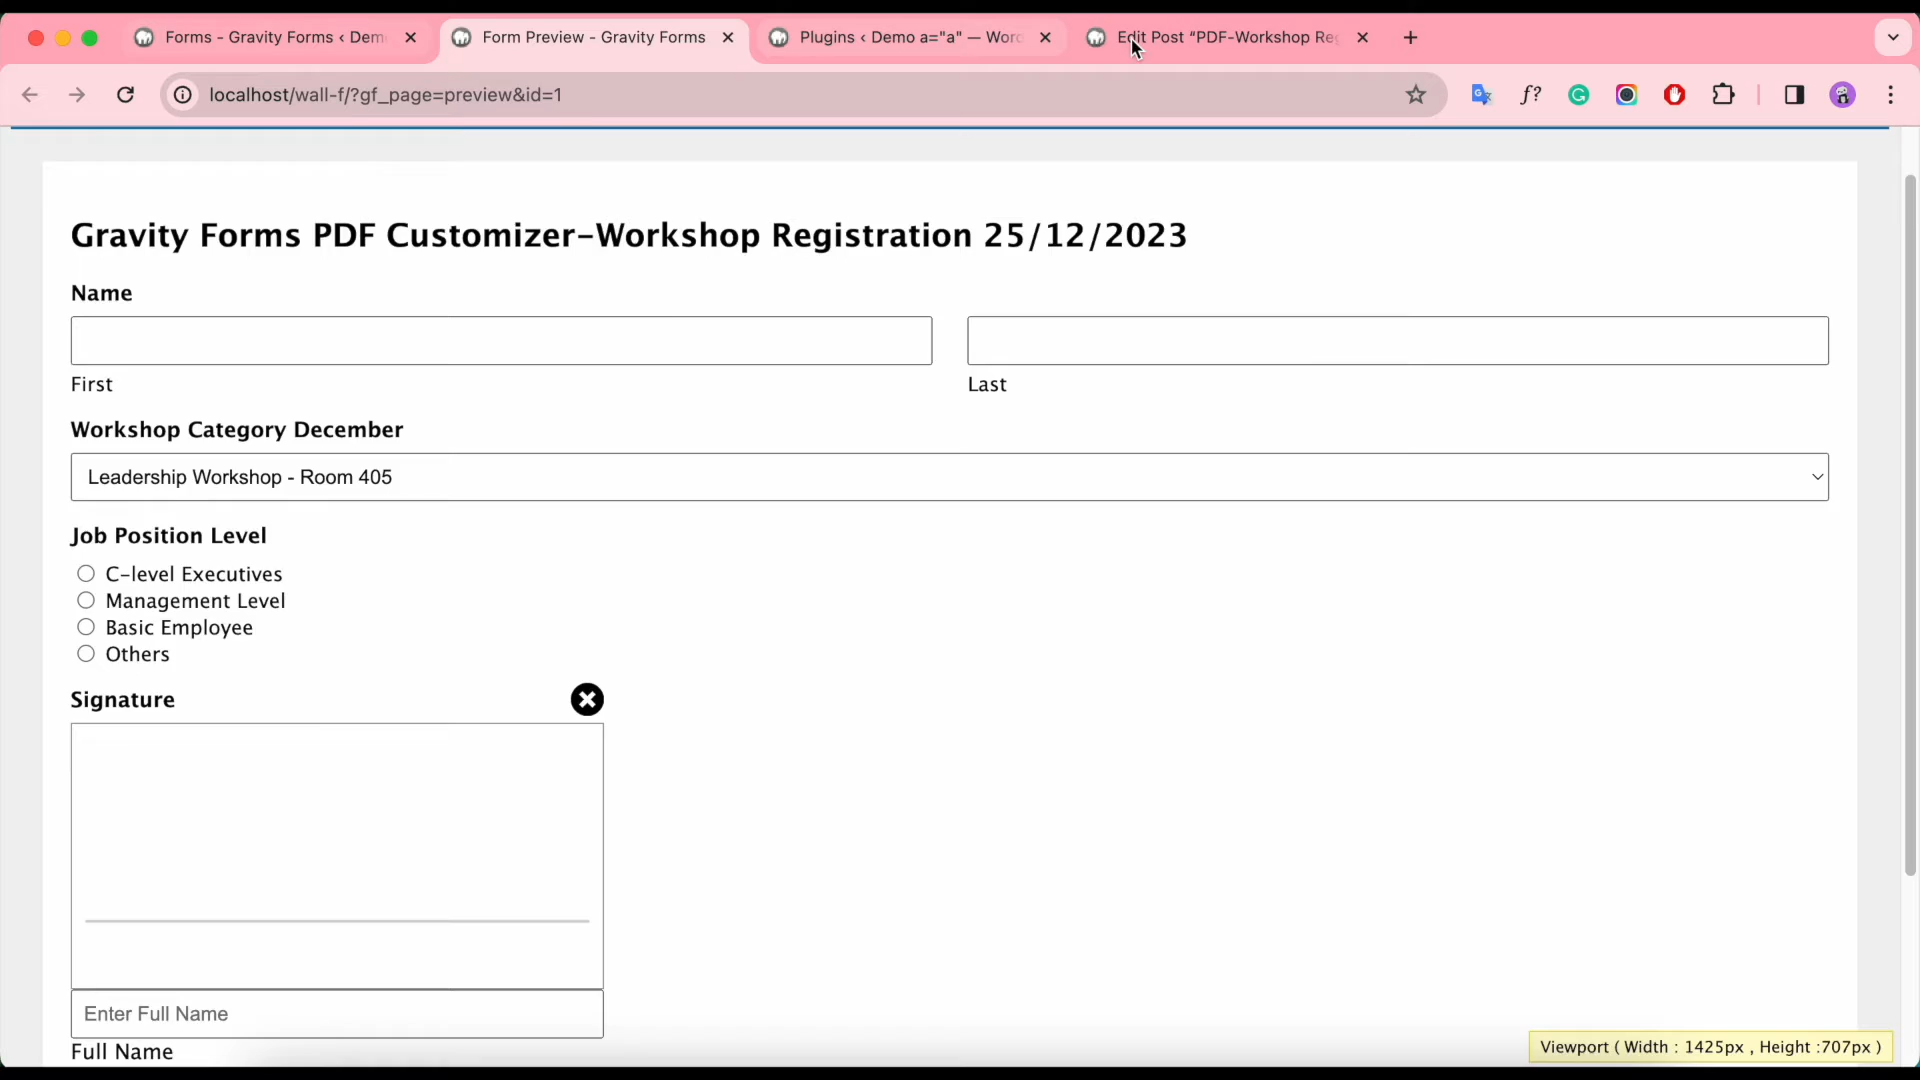 Forms - Gravity Forms ‹ Dem
Form Preview - Gravity Forms
Plugins ‹ Demo a="a" — Worc
Edit Post “PDF-Workshop Reg
localhost/wall-f/?gf_page=preview&id=1
f?
Gravity Forms PDF Customizer-Workshop Registration 25/12/2023
Name
First
Last
Workshop Category December
Leadership Workshop - Room 405
Job Position Level
C-level Executives
Management Level
Basic Employee
Others
Signature
Enter Full Name
Full Name
Viewport ( Width : 1425px , Height :707px )